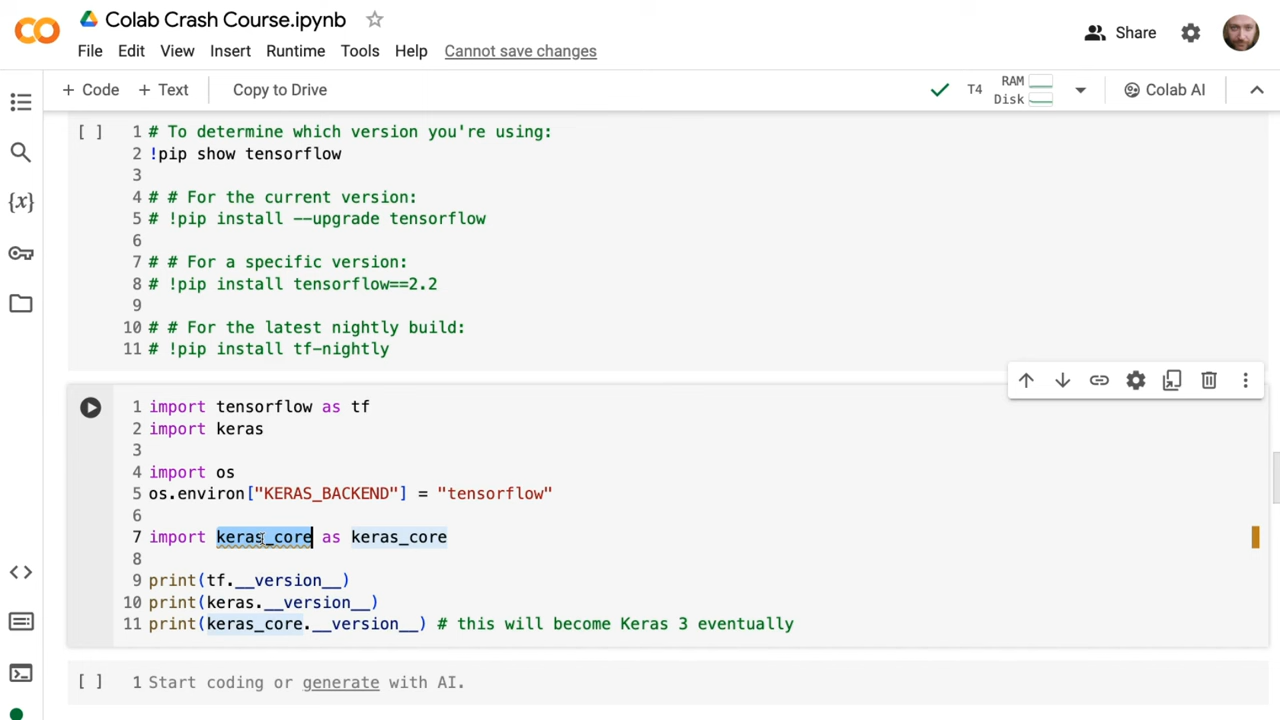 Colab Crash Course.ipynb
File Edit View Insert Runtime Tools Help Cannot save changes
Share
+ Code + Text Copy to Drive
T4 RAM Disk
Colab AI
{x}
[ ] 1 # To determine which version you're using:
2 !pip show tensorflow
3
4 # # For the current version:
5 # !pip install --upgrade tensorflow
6
7 # # For a specific version:
8 # !pip install tensorflow==2.2
9
10 # # For the latest nightly build:
11 # !pip install tf-nightly
1 import tensorflow as tf
2 import keras
3
4 import os
5 os.environ["KERAS_BACKEND"] = "tensorflow"
6
7 import keras_core as keras_core
8
9 print(tf.__version__)
10 print(keras.__version__)
11 print(keras_core.__version__) # this will become Keras 3 eventually
[ ] 1 Start coding or generate with AI.